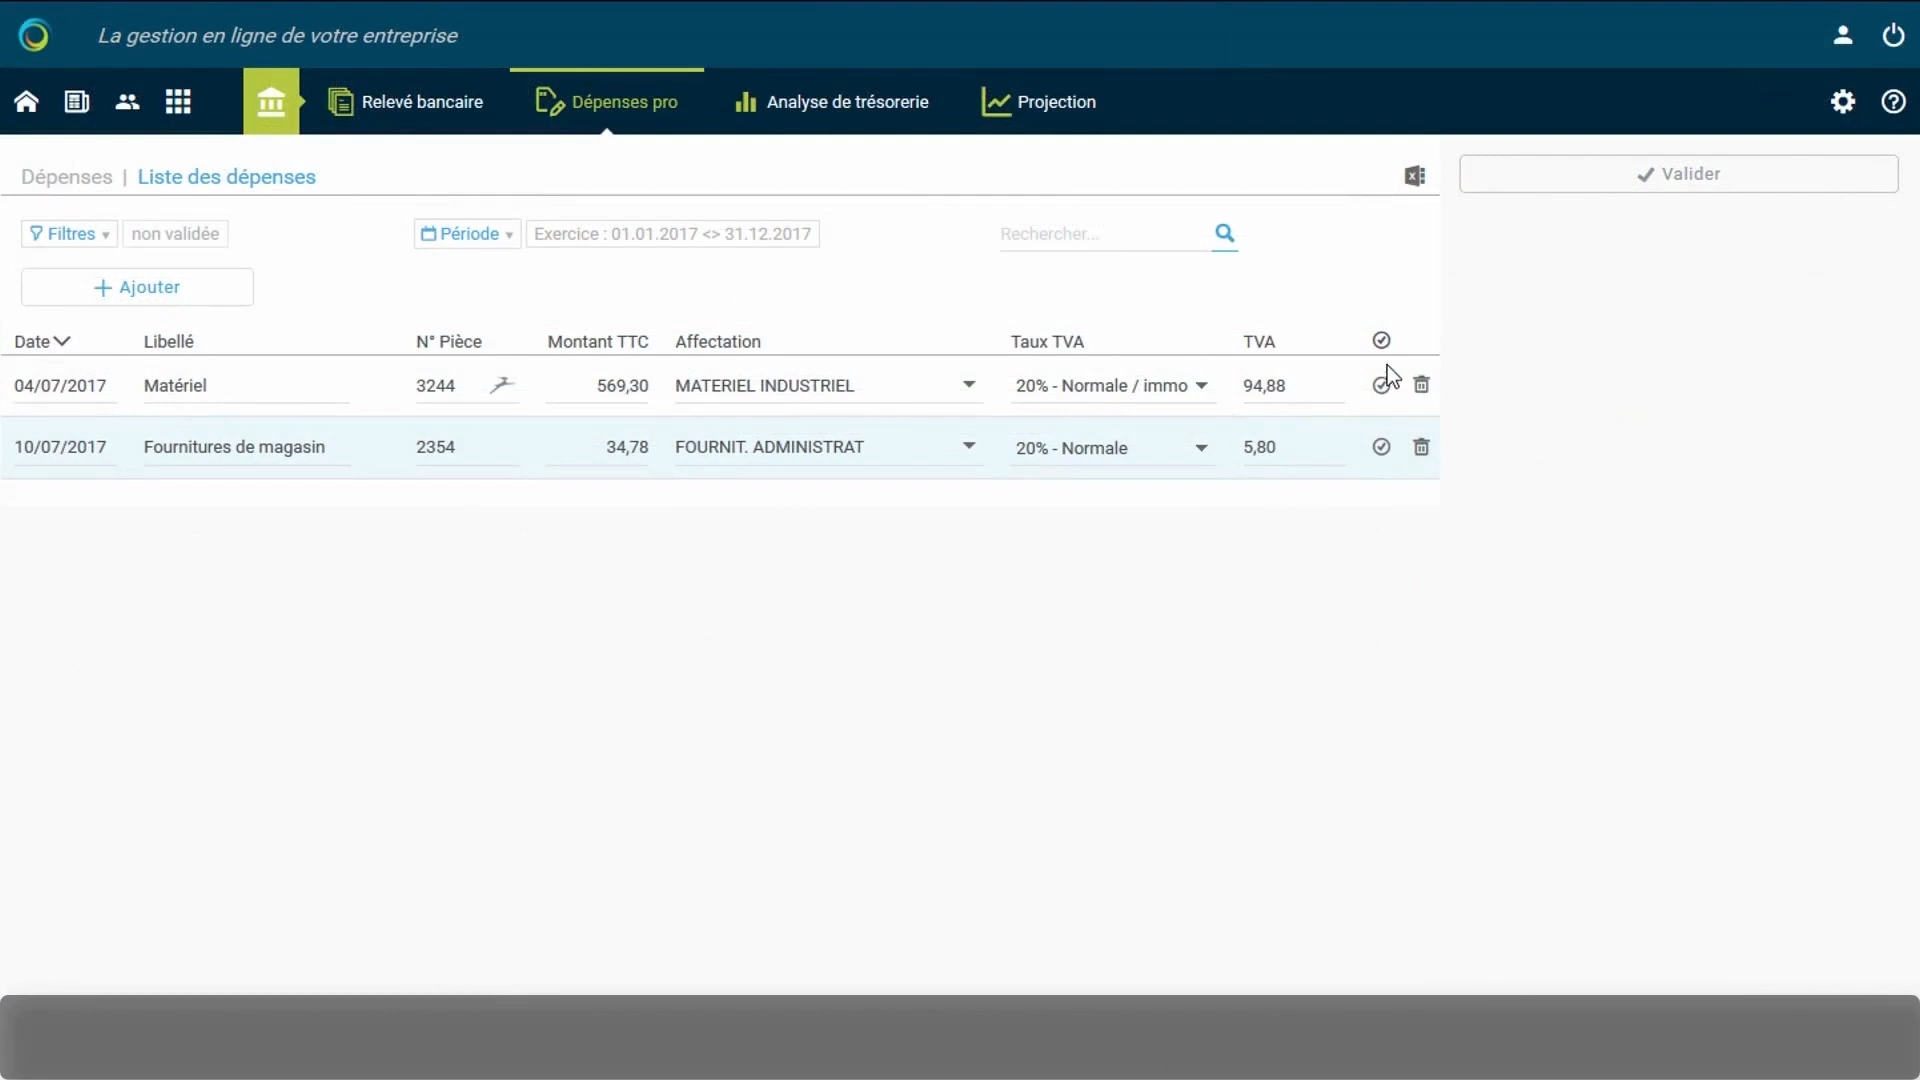 La gestion en ligne de votre entreprise
Relevé bancaire
Dépenses pro
Analyse de trésorerie
Projection
Dépenses | Liste des dépenses
Valider
Filtres
non validée
Période
Exercice : 01.01.2017 <> 31.12.2017
Rechercher...
+ Ajouter
Date Libellé N° Pièce Montant TTC Affectation Taux TVA TVA
04/07/2017 Matériel 3244 569,30 MATERIEL INDUSTRIEL 20% - Normale / immo 94,88
10/07/2017 Fournitures de magasin 2354 34,78 FOURNIT. ADMINISTRAT 20% - Normale 5,80